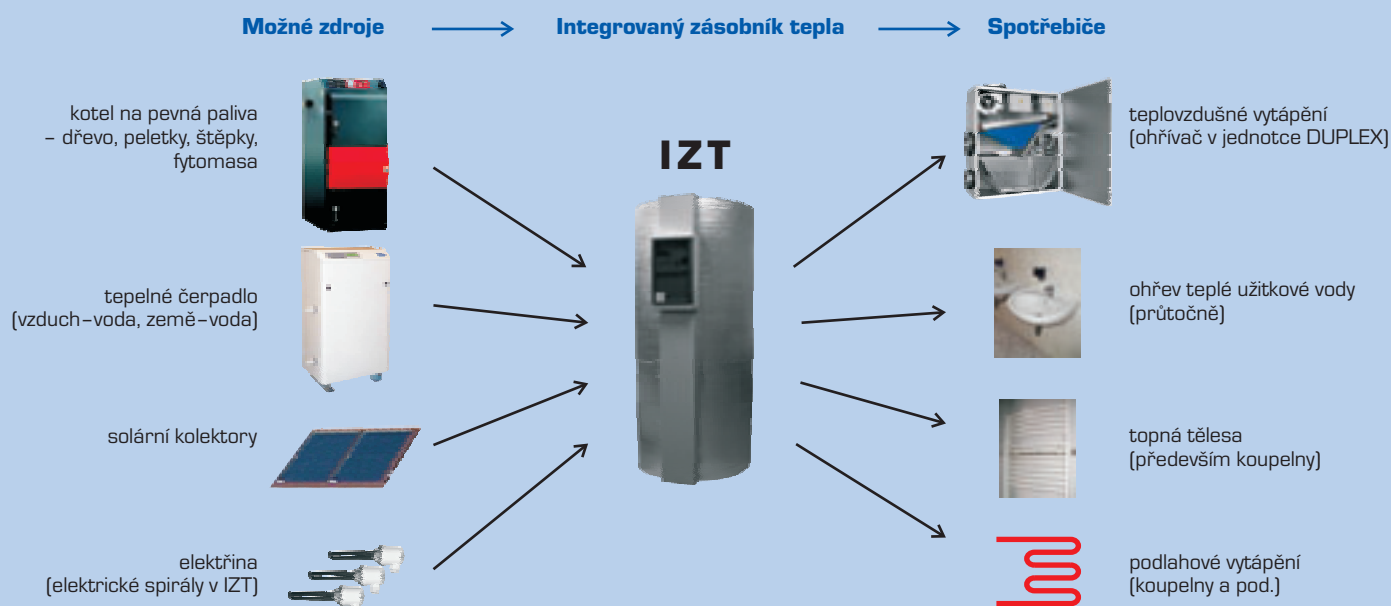 Možné zdroje
Integrovaný zásobník tepla
Spotřebiče
kotel na pevná paliva
– dřevo, peletky, štěpky,
fytomasa
tepelné čerpadlo
(vzduch–voda, země–voda)
solární kolektory
elektřina
(elektrické spirály v IZT)
IZT
teplovzdušné vytápění
(ohřívač v jednotce DUPLEX)
ohřev teplé užitkové vody
(průtočně)
topná tělesa
(především koupelny)
podlahové vytápění
(koupelny a pod.)